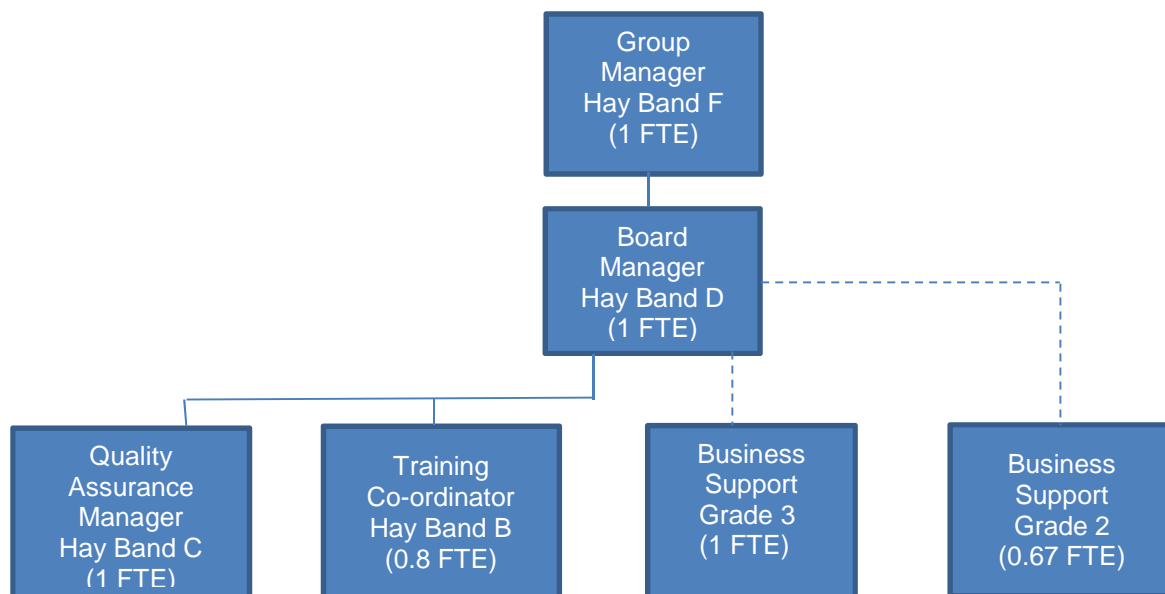 Group
Manager
Hay Band F
(1 FTE)
Board
Manager
Hay Band D
(1 FTE)
Quality
Assurance
Manager
Hay Band C
(1 FTE)
Training
Co-ordinator
Hay Band B
(0.8 FTE)
Business
Support
Grade 3
(1 FTE)
Business
Support
Grade 2
(0.67 FTE)